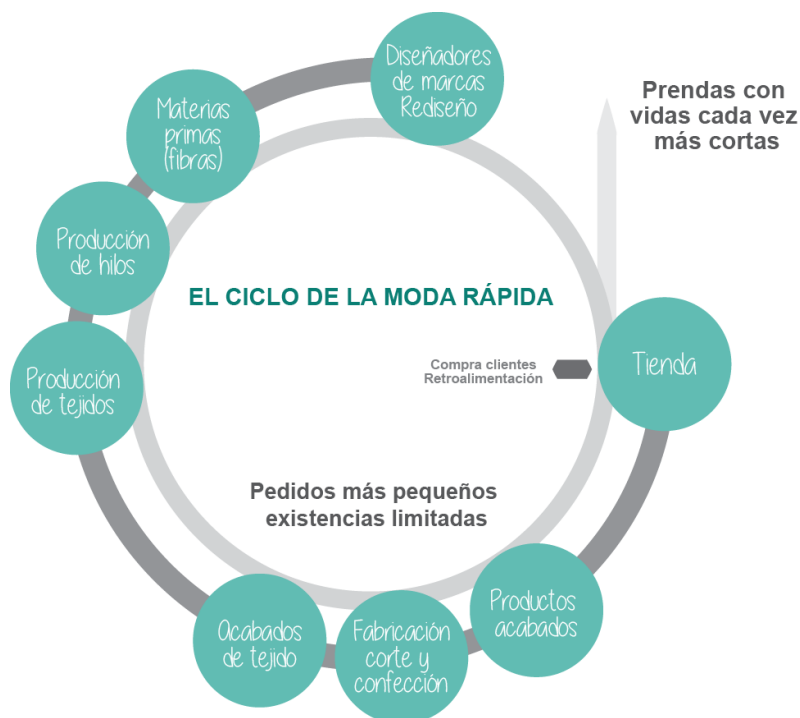 Diseñadores
de marcas
Rediseño
Prendas con
vidas cada vez
más cortas
Materias
primas
(fibras)
Producción
de hilos
EL CICLO DE LA MODA RÁPIDA
Compra clientes
Retroalimentación
Tienda
Producción
de tejidos
Pedidos más pequeños
existencias limitadas
Productos
acabados
Acabados
de tejido
Fabricación
corte y
confección